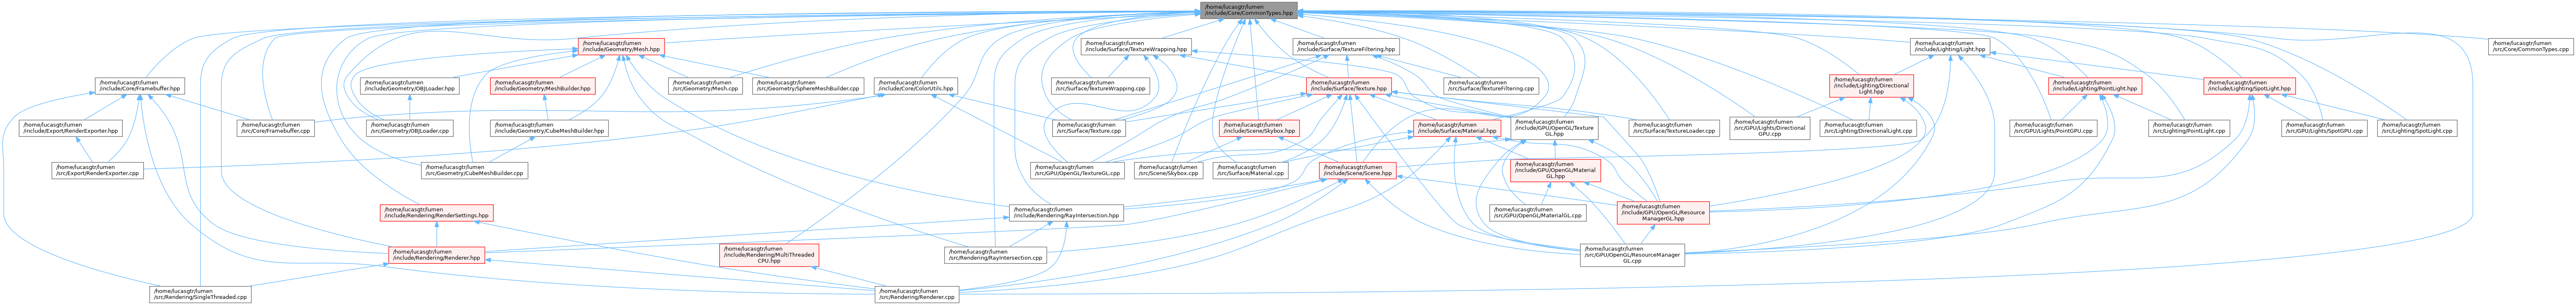 /home/lucasgtr/lumen
/include/Core/CommonTypes.hpp
/home/lucasgtr/lumen
/include/Geometry/Mesh.hpp
/home/lucasgtr/lumen
/include/Surface/TextureWrapping.hpp
/home/lucasgtr/lumen
/include/Surface/TextureFiltering.hpp
/home/lucasgtr/lumen
/include/Lighting/Light.hpp
/home/lucasgtr/lumen
/src/Core/CommonTypes.cpp
/home/lucasgtr/lumen
/include/Core/Framebuffer.hpp
/home/lucasgtr/lumen
/include/Geometry/OBJLoader.hpp
/home/lucasgtr/lumen
/include/Geometry/MeshBuilder.hpp
/home/lucasgtr/lumen
/src/Geometry/Mesh.cpp
/home/lucasgtr/lumen
/src/Geometry/SphereMeshBuilder.cpp
/home/lucasgtr/lumen
/include/Core/ColorUtils.hpp
/home/lucasgtr/lumen
/src/Surface/TextureWrapping.cpp
/home/lucasgtr/lumen
/include/Surface/Texture.hpp
/home/lucasgtr/lumen
/src/Surface/TextureFiltering.cpp
/home/lucasgtr/lumen
/include/Lighting/Directional
Light.hpp
/home/lucasgtr/lumen
/include/Lighting/PointLight.hpp
/home/lucasgtr/lumen
/include/Lighting/SpotLight.hpp
/home/lucasgtr/lumen
/include/Export/RenderExporter.hpp
/home/lucasgtr/lumen
/src/Core/Framebuffer.cpp
/home/lucasgtr/lumen
/src/Geometry/OBJLoader.cpp
/home/lucasgtr/lumen
/include/Geometry/CubeMeshBuilder.hpp
/home/lucasgtr/lumen
/src/Surface/Texture.cpp
/home/lucasgtr/lumen
/include/Scene/Skybox.hpp
/home/lucasgtr/lumen
/include/Surface/Material.hpp
/home/lucasgtr/lumen
/include/GPU/OpenGL/Texture
GL.hpp
/home/lucasgtr/lumen
/src/Surface/TextureLoader.cpp
/home/lucasgtr/lumen
/src/GPU/Lights/Directional
GPU.cpp
/home/lucasgtr/lumen
/src/Lighting/DirectionalLight.cpp
/home/lucasgtr/lumen
/src/GPU/Lights/PointGPU.cpp
/home/lucasgtr/lumen
/src/Lighting/PointLight.cpp
/home/lucasgtr/lumen
/src/GPU/Lights/SpotGPU.cpp
/home/lucasgtr/lumen
/src/Lighting/SpotLight.cpp
/home/lucasgtr/lumen
/src/Export/RenderExporter.cpp
/home/lucasgtr/lumen
/src/Geometry/CubeMeshBuilder.cpp
/home/lucasgtr/lumen
/src/GPU/OpenGL/TextureGL.cpp
/home/lucasgtr/lumen
/src/Scene/Skybox.cpp
/home/lucasgtr/lumen
/src/Surface/Material.cpp
/home/lucasgtr/lumen
/include/Scene/Scene.hpp
/home/lucasgtr/lumen
/include/GPU/OpenGL/Material
GL.hpp
/home/lucasgtr/lumen
/include/Rendering/RenderSettings.hpp
/home/lucasgtr/lumen
/include/Rendering/RayIntersection.hpp
/home/lucasgtr/lumen
/src/GPU/OpenGL/MaterialGL.cpp
/home/lucasgtr/lumen
/include/GPU/OpenGL/Resource
ManagerGL.hpp
/home/lucasgtr/lumen
/include/Rendering/Renderer.hpp
/home/lucasgtr/lumen
/include/Rendering/MultiThreaded
CPU.hpp
/home/lucasgtr/lumen
/src/Rendering/RayIntersection.cpp
/home/lucasgtr/lumen
/src/GPU/OpenGL/ResourceManager
GL.cpp
/home/lucasgtr/lumen
/src/Rendering/SingleThreaded.cpp
/home/lucasgtr/lumen
/src/Rendering/Renderer.cpp